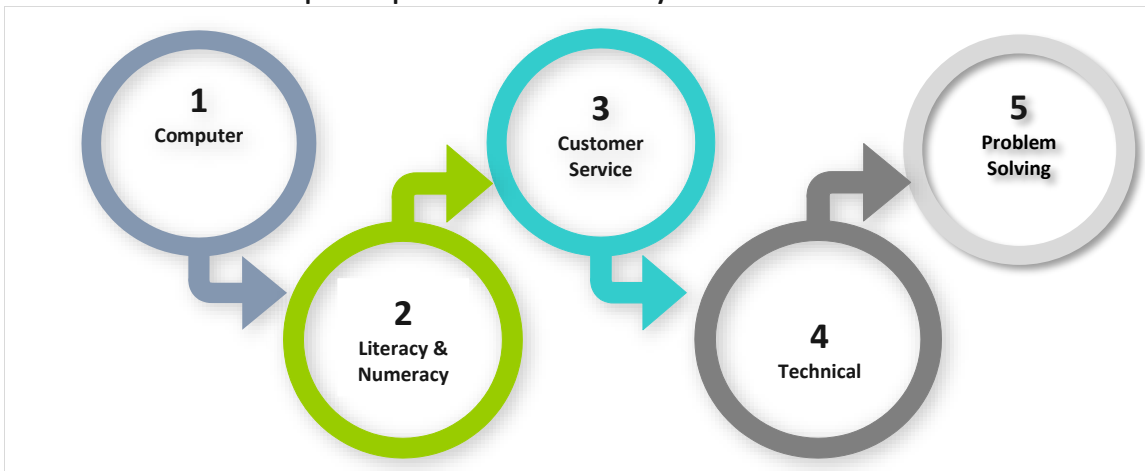 1
Computer
2
Literacy &
Numeracy
3
Customer
Service
4
Technical
5
Problem
Solving